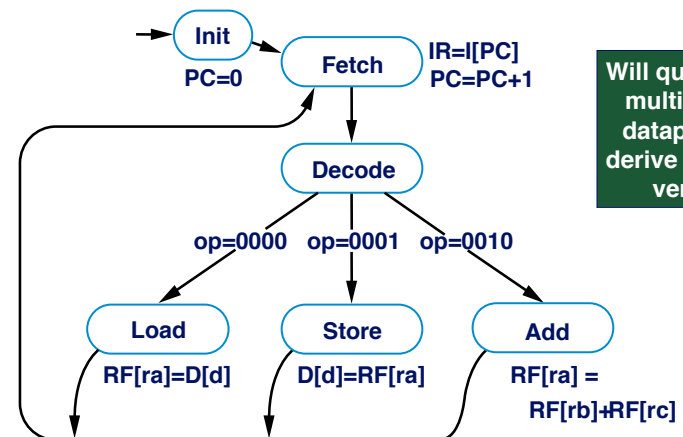 Init
PC=0
Fetch
IR=I[PC]
PC=PC+1
Will qu
multi
datap
derive
ver
Decode
op=0000 op=0001 op=0010
Load
Store
Add
RF[ra]=D[d]
D[d]=RF[ra]
RF[ra] =
RF[rb]+RF[rc]